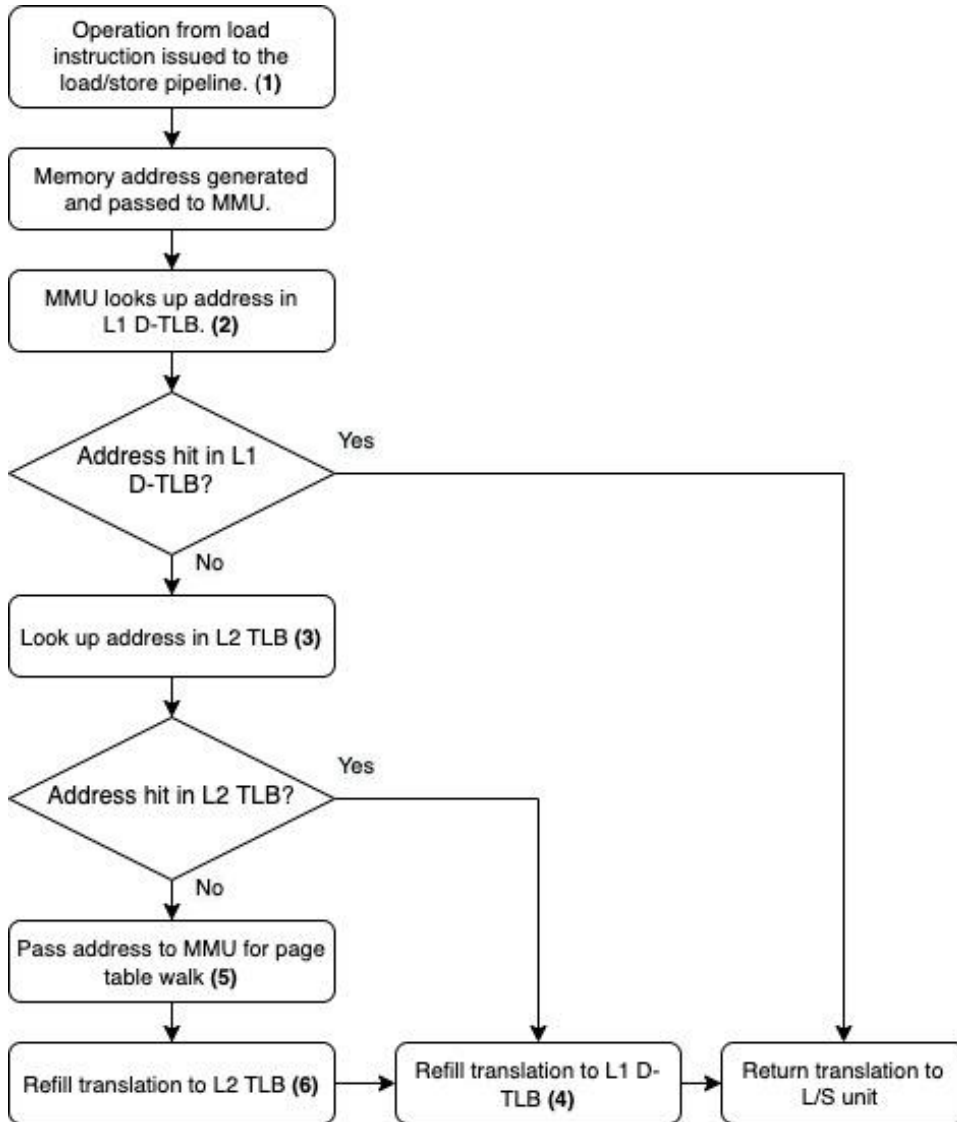 Operation from load
instruction issued to the
load/store pipeline. (1)
Memory address generated
and passed to MMU.
MMU looks up address in
L1 D-TLB. (2)
Address hit in L1
D-TLB?
Yes
No
Look up address in L2 TLB (3)
Address hit in L2 TLB?
Yes
No
Pass address to MMU for page
table walk (5)
Refill translation to L2 TLB (6)
Refill translation to L1 D-
TLB (4)
Return translation to
L/S unit